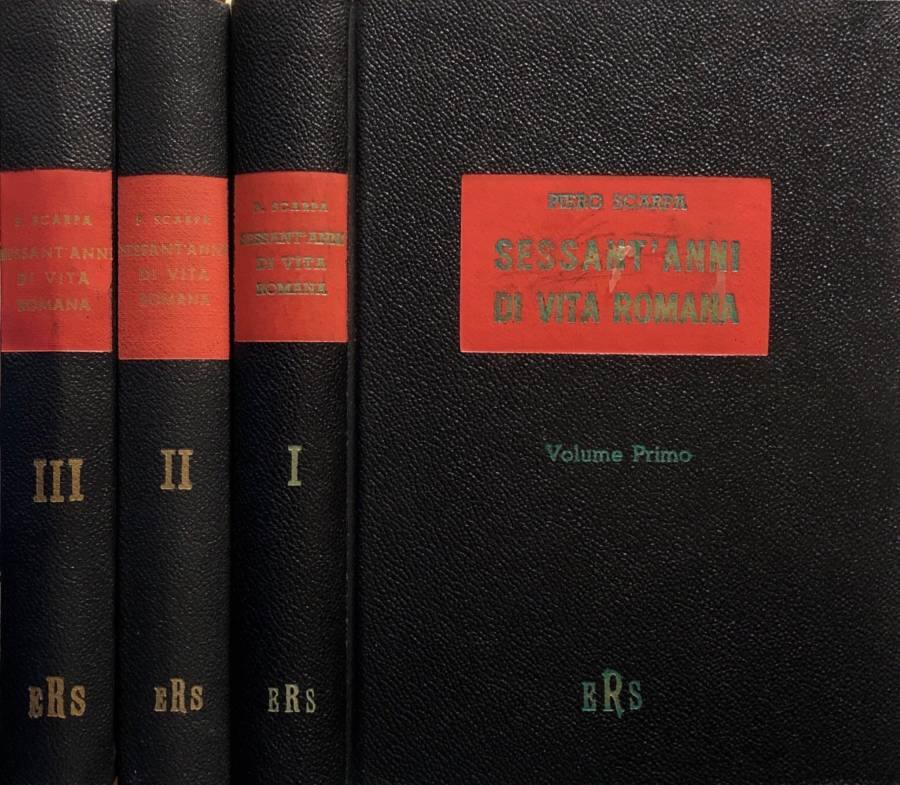 P. SCARPA
SESSANT'ANNI
DI VITA
ROMANA
III
ERS
P. SCARPA
SESSANT'ANNI
DI VITA
ROMANA
II
ERS
P. SCARPA
SESSANT'ANNI
DI VITA
ROMANA
I
ERS
PIERO SCARPA
SESSANT'ANNI
DI VITA ROMANA
Volume Primo
ERS